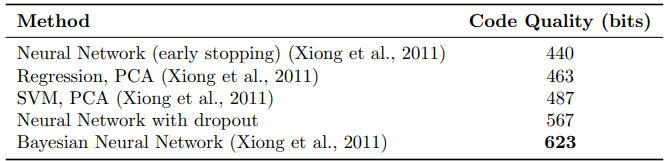 Method Code Quality (bits)
Neural Network (early stopping) (Xiong et al., 2011) 440
Regression, PCA (Xiong et al., 2011) 463
SVM, PCA (Xiong et al., 2011) 487
Neural Network with dropout 567
Bayesian Neural Network (Xiong et al., 2011) 623